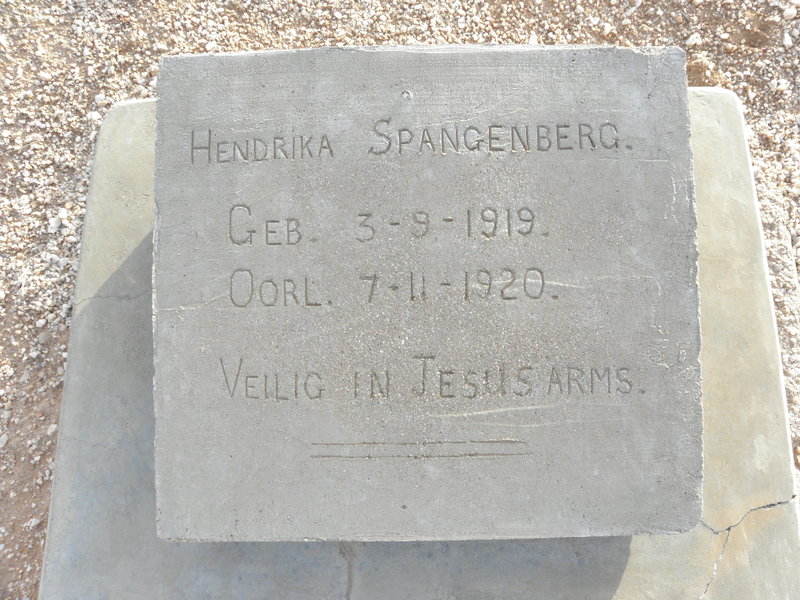 HENDRIKA SPANGENBERG.
GEB. 3-9-1919.
OORL. 7-11-1920.
VEILIG IN JESUS ARMS.